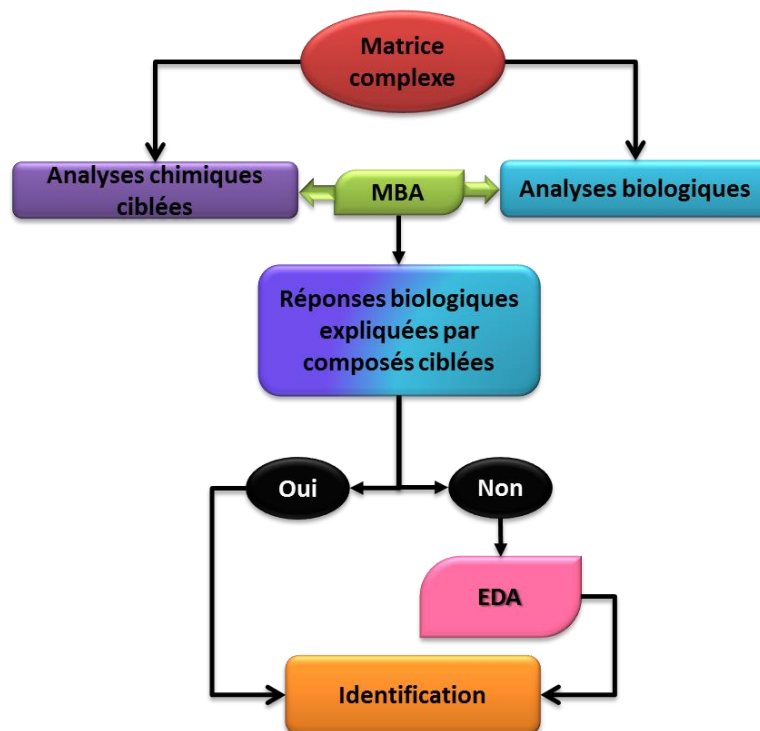 Matrice
complexe
Analyses chimiques
ciblées
MBA
Analyses biologiques
Réponses biologiques
expliquées par
composés ciblées
Oui
Non
EDA
Identification